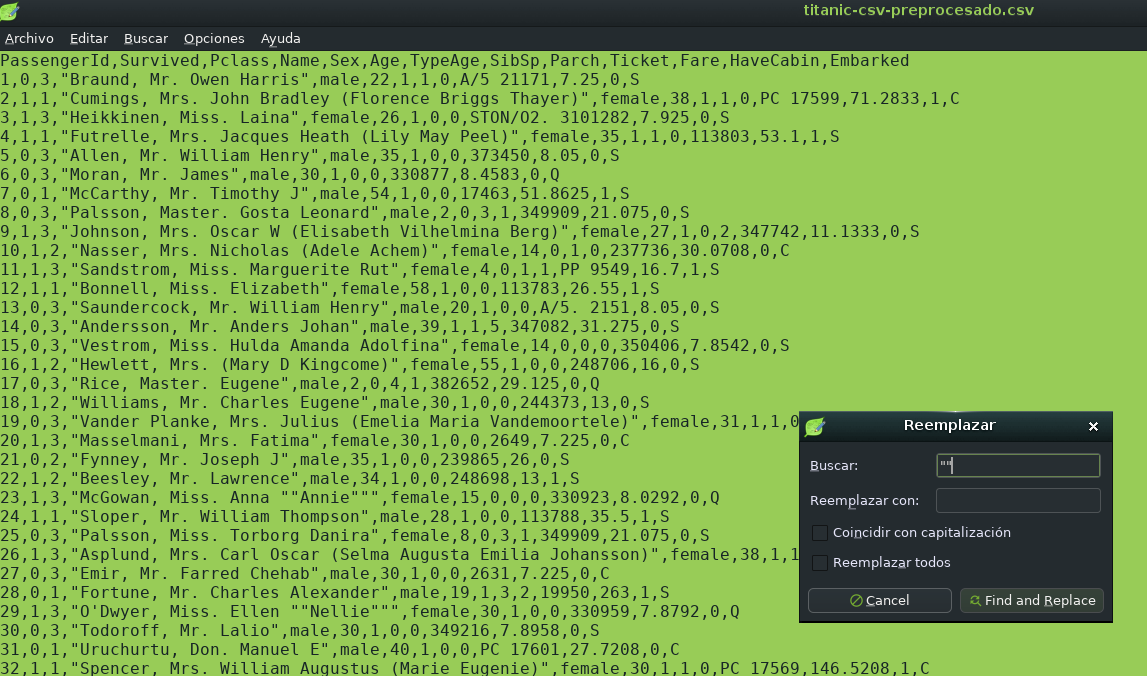 titanic-csv-preprocesado.csv
Archivo Editar Buscar Opciones Ayuda
PassengerId,Survived,Pclass,Name,Sex,Age,TypeAge,SibSp,Parch,Ticket,Fare,HaveCabin,Embarked
1,0,3,"Braund, Mr. Owen Harris",male,22,1,1,0,A/5 21171,7.25,0,S
2,1,1,"Cumings, Mrs. John Bradley (Florence Briggs Thayer)",female,38,1,1,0,PC 17599,71.2833,1,C
3,1,3,"Heikkinen, Miss. Laina",female,26,1,0,0,STON/O2. 3101282,7.925,0,S
4,1,1,"Futrelle, Mrs. Jacques Heath (Lily May Peel)",female,35,1,1,0,113803,53.1,1,S
5,0,3,"Allen, Mr. William Henry",male,35,1,0,0,373450,8.05,0,S
6,0,3,"Moran, Mr. James",male,30,1,0,0,330877,8.4583,0,Q
7,0,1,"McCarthy, Mr. Timothy J",male,54,1,0,0,17463,51.8625,1,S
8,0,3,"Palsson, Master. Gosta Leonard",male,2,0,3,1,349909,21.075,0,S
9,1,3,"Johnson, Mrs. Oscar W (Elisabeth Vilhelmina Berg)",female,27,1,0,2,347742,11.1333,0,S
10,1,2,"Nasser, Mrs. Nicholas (Adele Achem)",female,14,0,1,0,237736,30.0708,0,C
11,1,3,"Sandstrom, Miss. Marguerite Rut",female,4,0,1,1,PP 9549,16.7,1,S
12,1,1,"Bonnell, Miss. Elizabeth",female,58,1,0,0,113783,26.55,1,S
13,0,3,"Saundercock, Mr. William Henry",male,20,1,0,0,A/5. 2151,8.05,0,S
14,0,3,"Andersson, Mr. Anders Johan",male,39,1,1,5,347082,31.275,0,S
15,0,3,"Vestrom, Miss. Hulda Amanda Adolfina",female,14,0,0,0,350406,7.8542,0,S
16,1,2,"Hewlett, Mrs. (Mary D Kingcome)",female,55,1,0,0,248706,16,0,S
17,0,3,"Rice, Master. Eugene",male,2,0,4,1,382652,29.125,0,Q
18,1,2,"Williams, Mr. Charles Eugene",male,30,1,0,0,244373,13,0,S
19,0,3,"Vander Planke, Mrs. Julius (Emelia Maria Vandemoortele)",female,31,1,1,0
20,1,3,"Masselmani, Mrs. Fatima",female,30,1,0,0,2649,7.225,0,C
21,0,2,"Fynney, Mr. Joseph J",male,35,1,0,0,239865,26,0,S
22,1,2,"Beesley, Mr. Lawrence",male,34,1,0,0,248698,13,1,S
23,1,3,"McGowan, Miss. Anna ""Annie""",female,15,0,0,0,330923,8.0292,0,Q
24,1,1,"Sloper, Mr. William Thompson",male,28,1,0,0,113788,35.5,1,S
25,0,3,"Palsson, Miss. Torborg Danira",female,8,0,3,1,349909,21.075,0,S
26,1,3,"Asplund, Mrs. Carl Oscar (Selma Augusta Emilia Johansson)",female,38,1,1
27,0,3,"Emir, Mr. Farred Chehab",male,30,1,0,0,2631,7.225,0,C
28,0,1,"Fortune, Mr. Charles Alexander",male,19,1,3,2,19950,263,1,S
29,1,3,"O'Dwyer, Miss. Ellen ""Nellie""",female,30,1,0,0,330959,7.8792,0,Q
30,0,3,"Todoroff, Mr. Lalio",male,30,1,0,0,349216,7.8958,0,S
31,0,1,"Uruchurtu, Don. Manuel E",male,40,1,0,0,PC 17601,27.7208,0,C
32,1,1,"Spencer, Mrs. William Augustus (Marie Eugenie)",female,30,1,1,0,PC 17569,146.5208,1,C
Reemplazar
Buscar: ""
Reemplazar con:
Coincidir con capitalización
Reemplazar todos
Cancel Find and Replace